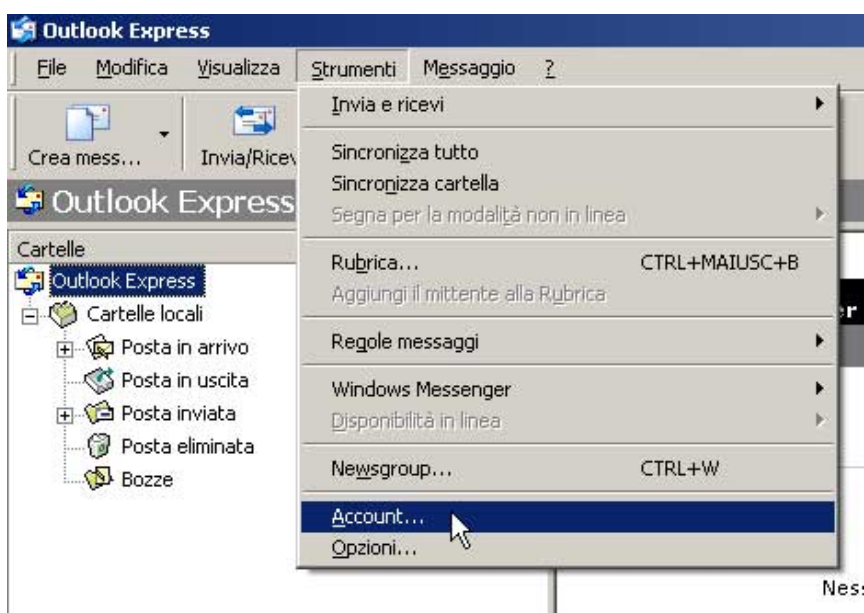 Outlook Express
File Modifica Visualizza Strumenti Messaggio ?
Crea mess... Invia/Ricev
Outlook Express
Cartelle
Outlook Express
Cartelle locali
Posta in arrivo
Posta in uscita
Posta inviata
Posta eliminata
Bozze
Invia e ricevi
Sincronizza tutto
Sincronizza cartella
Segna per la modalità non in linea
Rubrica... CTRL+MAIUSC+B
Aggiungi il mittente alla Rubrica
Regole messaggi
Windows Messenger
Disponibilità in linea
Newsgroup... CTRL+W
Account...
Opzioni...
er
Ness